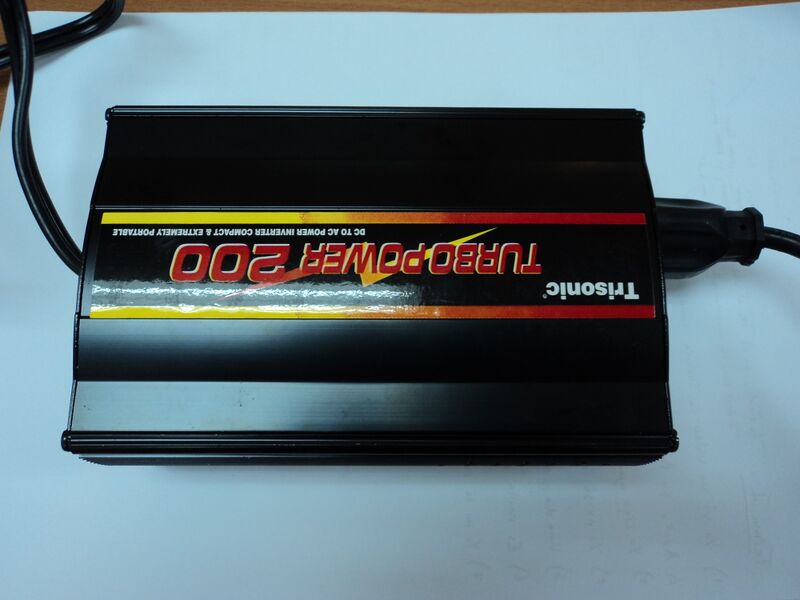 Trisonic®
TURBO POWER 200
DC TO AC POWER INVERTER COMPACT & EXTREMELY PORTABLE